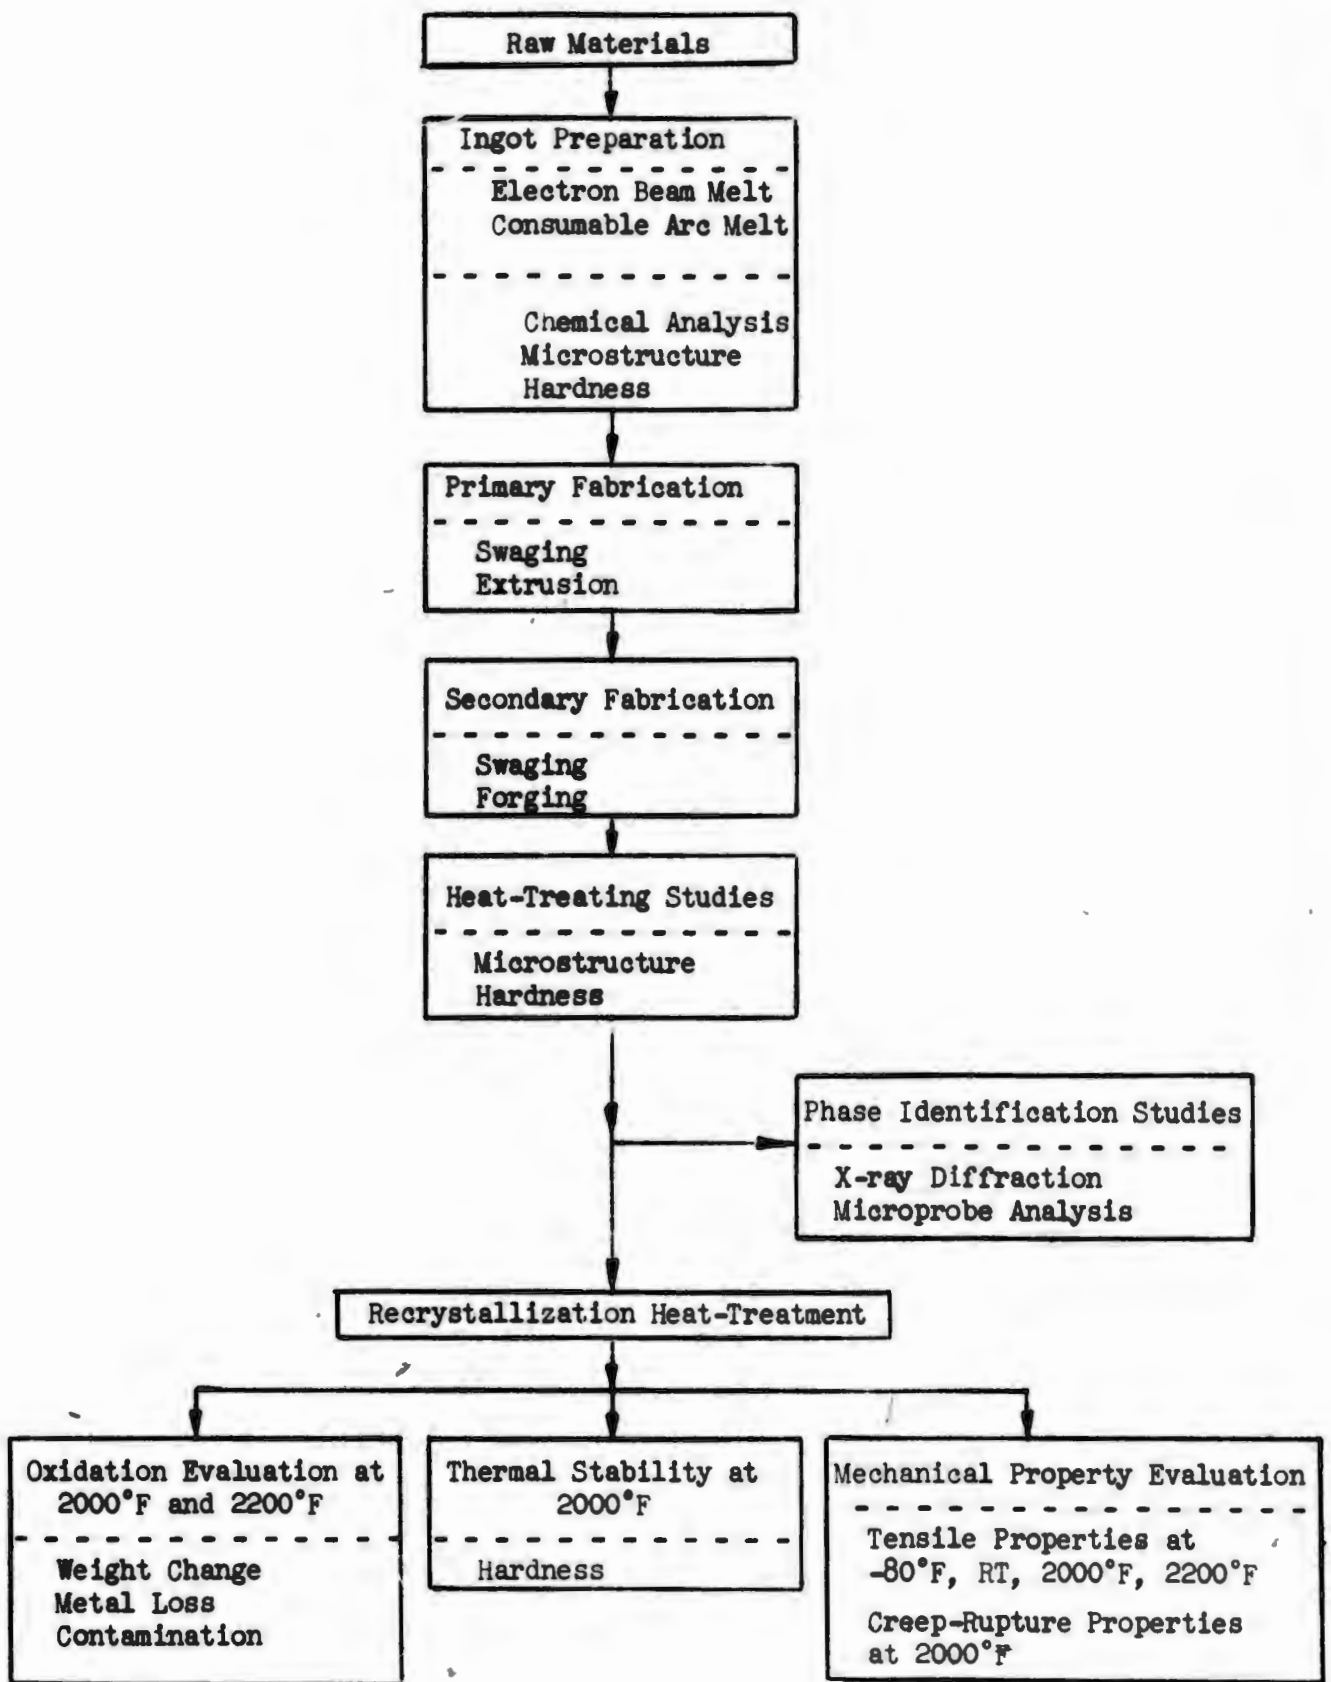 Raw Materials
Ingot Preparation
Electron Beam Melt
Consumable Arc Melt
Chemical Analysis
Microstructure
Hardness
Primary Fabrication
Swaging
Extrusion
Secondary Fabrication
Swaging
Forging
Heat-Treating Studies
Microstructure
Hardness
Phase Identification Studies
X-ray Diffraction
Microprobe Analysis
Recrystallization Heat-Treatment
Oxidation Evaluation at
2000°F and 2200°F
Weight Change
Metal Loss
Contamination
Thermal Stability at
2000°F
Hardness
Mechanical Property Evaluation
Tensile Properties at
-80°F, RT, 2000°F, 2200°F
Creep-Rupture Properties
at 2000°F